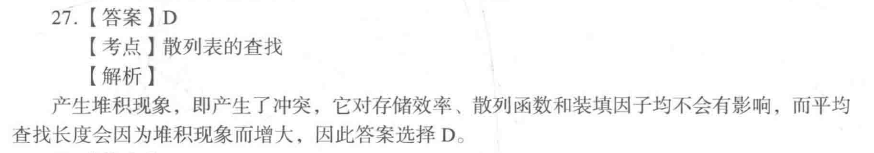 27.【答案】D
【考点】散列表的查找
【解析】
产生堆积现象，即产生了冲突，它对存储效率、散列函数和装填因子均不会有影响，而平均
查找长度会因为堆积现象而增大，因此答案选择 D。